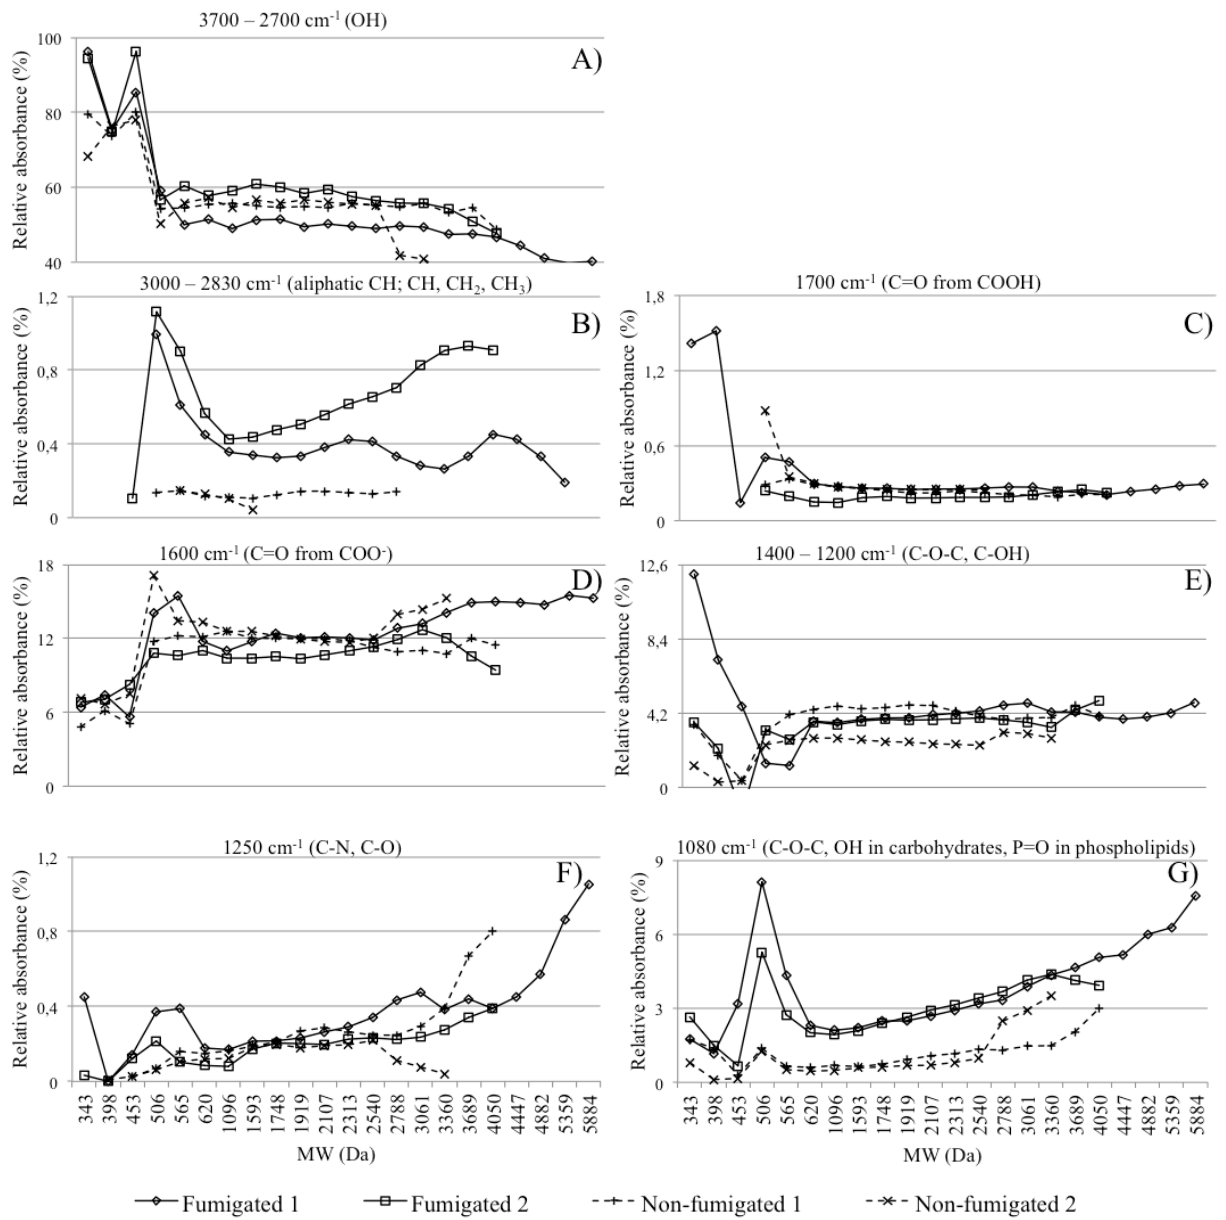 3700 – 2700 cm⁻¹ (OH)
A)
Relative absorbance (%)
100
80
60
40
3000 – 2830 cm⁻¹ (aliphatic CH; CH, CH₂, CH₃)
B)
Relative absorbance (%)
1,2
0,8
0,4
0
1700 cm⁻¹ (C=O from COOH)
C)
Relative absorbance (%)
1,8
1,2
0,6
0
1600 cm⁻¹ (C=O from COO⁻)
D)
Relative absorbance (%)
18
12
6
0
1400 – 1200 cm⁻¹ (C-O-C, C-OH)
E)
Relative absorbance (%)
12,6
8,4
4,2
0
1250 cm⁻¹ (C-N, C-O)
F)
Relative absorbance (%)
1,2
0,8
0,4
0
343 398 453 506 565 620 1096 1593 1748 1919 2107 2313 2540 2788 3061 3360 3689 4050 4447 4882 5359 5884
MW (Da)
1080 cm⁻¹ (C-O-C, OH in carbohydrates, P=O in phospholipids)
G)
Relative absorbance (%)
9
6
3
0
343 398 453 506 565 620 1096 1593 1748 1919 2107 2313 2540 2788 3061 3360 3689 4050 4447 4882 5359 5884
MW (Da)
Fumigated 1 Fumigated 2 Non-fumigated 1 Non-fumigated 2